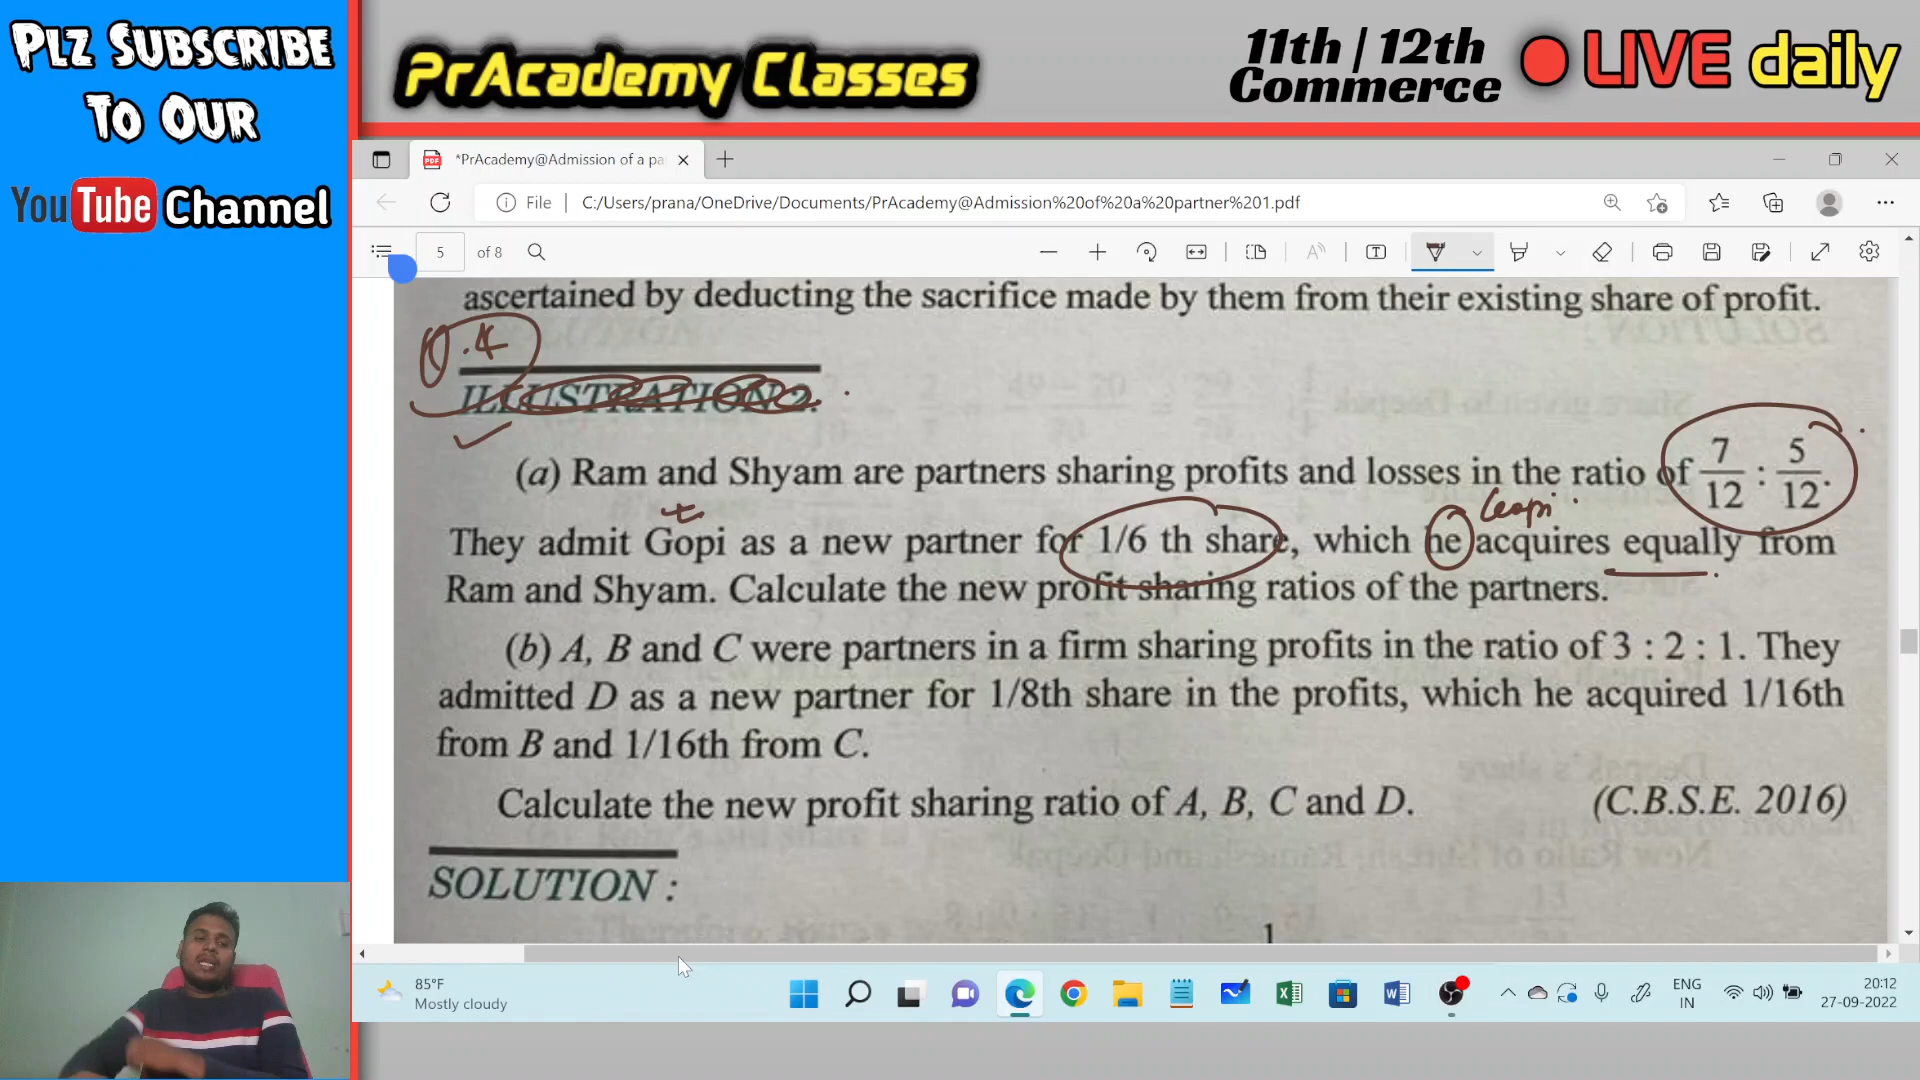 PLZ SUBSCRIBE
TO OUR
YouTube Channel
PrAcademy Classes
11th | 12th
Commerce
LIVE daily
*PrAcademy@Admission of a pa
File C:/Users/prana/OneDrive/Documents/PrAcademy@Admission%20of%20a%20partner%201.pdf
5 of 8
ascertained by deducting the sacrifice made by them from their existing share of profit.
Q.4
ILLUSTRATION 2.
(a) Ram and Shyam are partners sharing profits and losses in the ratio of 7/12 : 5/12.
Gopi
They admit Gopi as a new partner for 1/6 th share, which he acquires equally from
Ram and Shyam. Calculate the new profit sharing ratios of the partners.
(b) A, B and C were partners in a firm sharing profits in the ratio of 3 : 2 : 1. They
admitted D as a new partner for 1/8th share in the profits, which he acquired 1/16th
from B and 1/16th from C.
Calculate the new profit sharing ratio of A, B, C and D. (C.B.S.E. 2016)
SOLUTION :
1
85°F
Mostly cloudy
ENG
IN
20:12
27-09-2022